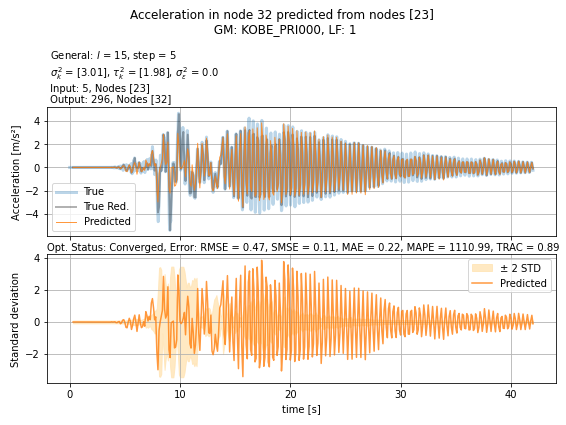 Acceleration in node 32 predicted from nodes [23]
GM: KOBE_PRI000, LF: 1
General: l = 15, step = 5
σ²ₖ = [3.01], τ²ₖ = [1.98], σ²ε = 0.0
Input: 5, Nodes [23]
Output: 296, Nodes [32]
Acceleration [m/s²]
4
2
0
−2
−4
True
True Red.
Predicted
Opt. Status: Converged, Error: RMSE = 0.47, SMSE = 0.11, MAE = 0.22, MAPE = 1110.99, TRAC = 0.89
Standard deviation
4
2
0
−2
± 2 STD
Predicted
0 10 20 30 40
time [s]